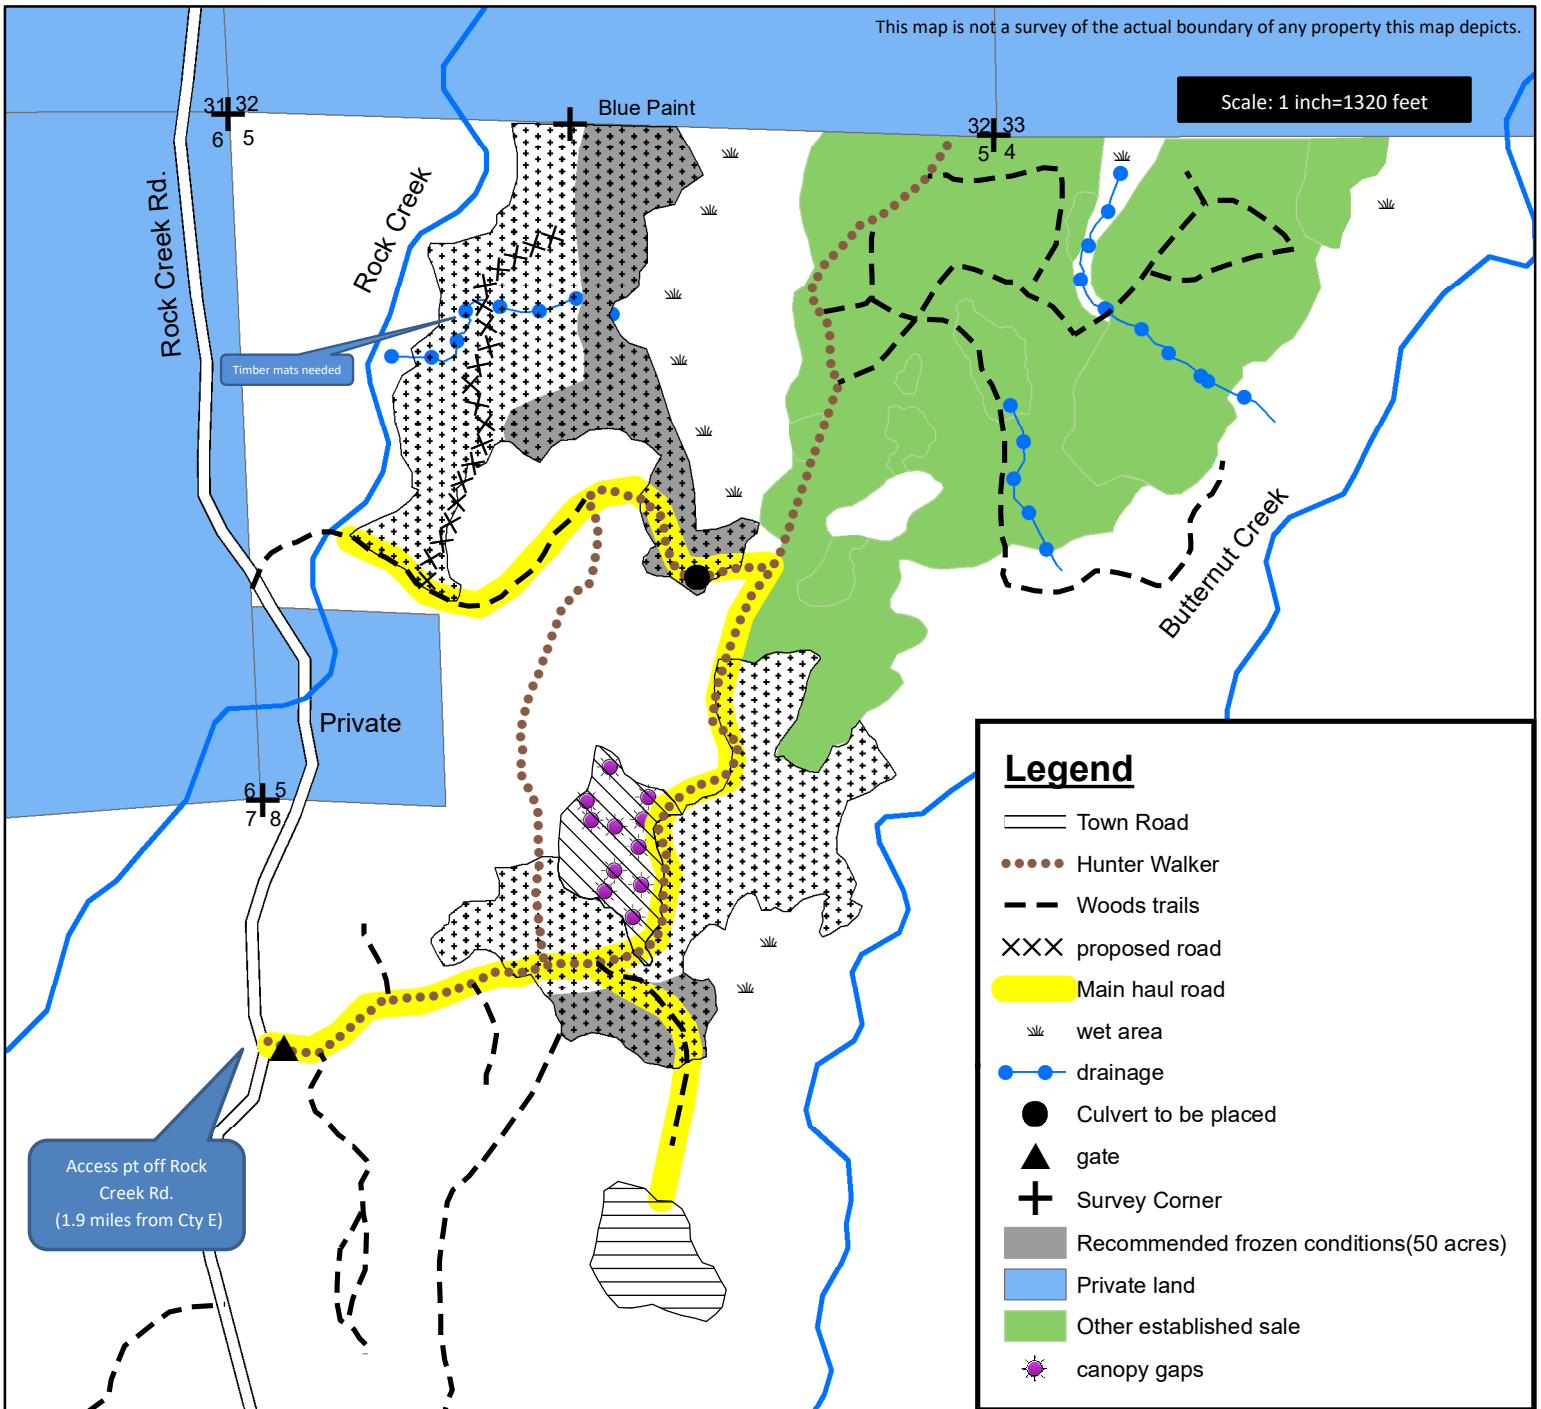 This map is not a survey of the actual boundary of any property this map depicts.
Scale: 1 inch=1320 feet
31 32
6 5
Blue Paint
32 33
5 4
Rock Creek Rd.
Rock Creek
Timber mats needed
Butternut Creek
Private
6 5
7 8
Access pt off Rock
Creek Rd.
(1.9 miles from Cty E)
Legend
Town Road
Hunter Walker
Woods trails
proposed road
Main haul road
wet area
drainage
Culvert to be placed
gate
Survey Corner
Recommended frozen conditions(50 acres)
Private land
Other established sale
canopy gaps